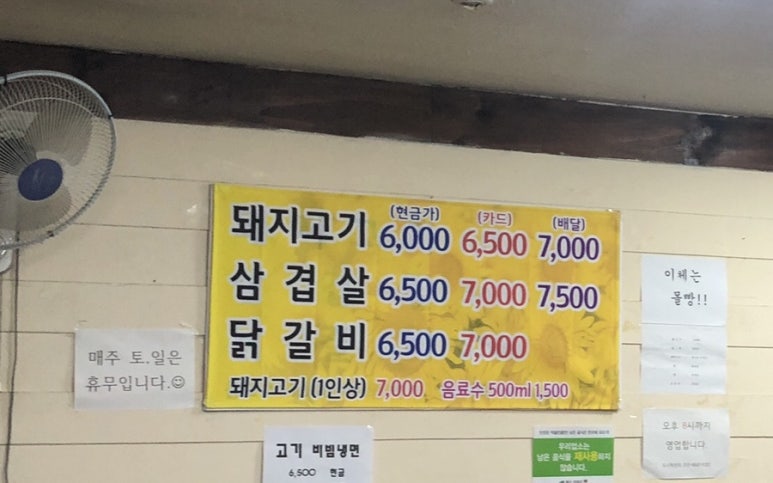 (현금가) (카드) (배달)
돼지고기 6,000 6,500 7,000
삼겹살 6,500 7,000 7,500
닭갈비 6,500 7,000
돼지고기 (1인상) 7,000 음료수 500ml 1,500
매주 토.일은
휴무입니다.☺
고기 비빔냉면
6,500 현금
이체는
몰빵!!
오후 8시까지
영업합니다.
우리업소는
남은 음식을 재사용하지
않습니다.